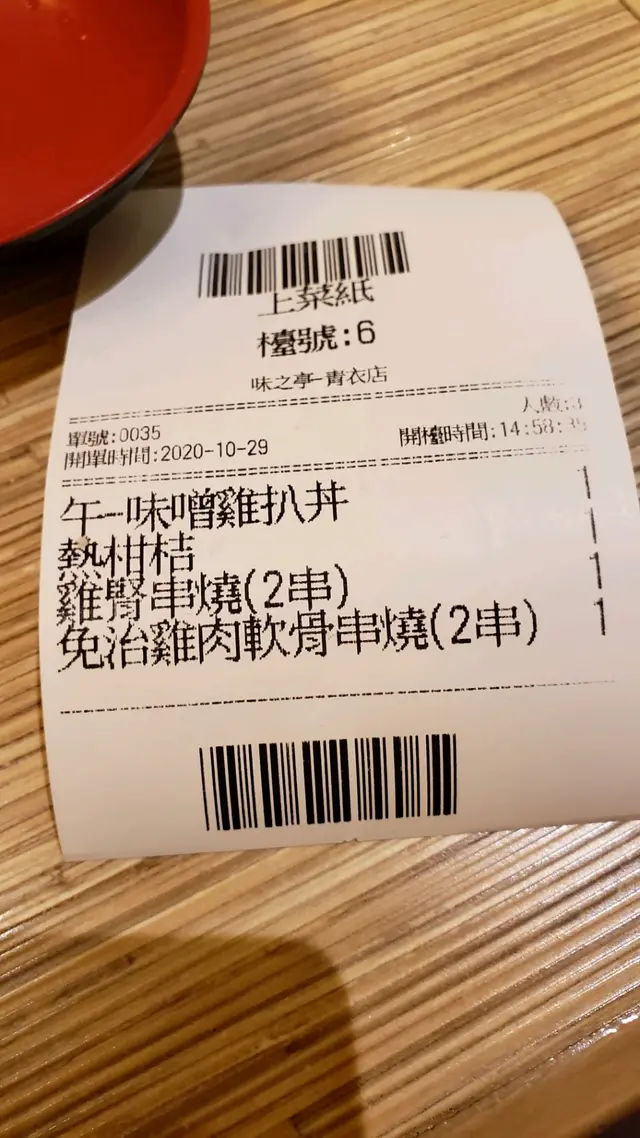 上菜紙
檯號:6
味之亭-青衣店
人數:3
單號:0035
開單時間:2020-10-29 開檯時間:14:58:35
午-味噌雞扒丼 1
熱柑桔 1
雞腎串燒(2串) 1
免治雞肉軟骨串燒(2串) 1